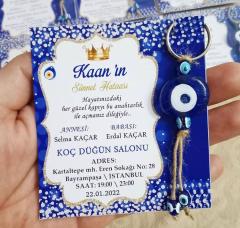 Kaan'ın
Sünnet Hatırası
Hayatınızdaki
her güzel kapıyı bu anahtarlık
ile açmanız dileğiyle..
ANNESİ: BABASI:
Selma KAÇAR Erdal KAÇAR
KOÇ DÜĞÜN SALONU
ADRES:
Kartaltepe mh. Eren Sokağı No: 28
Bayrampaşa \ İSTANBUL
SAAT: 19:00 \ 23:00
22.01.2022